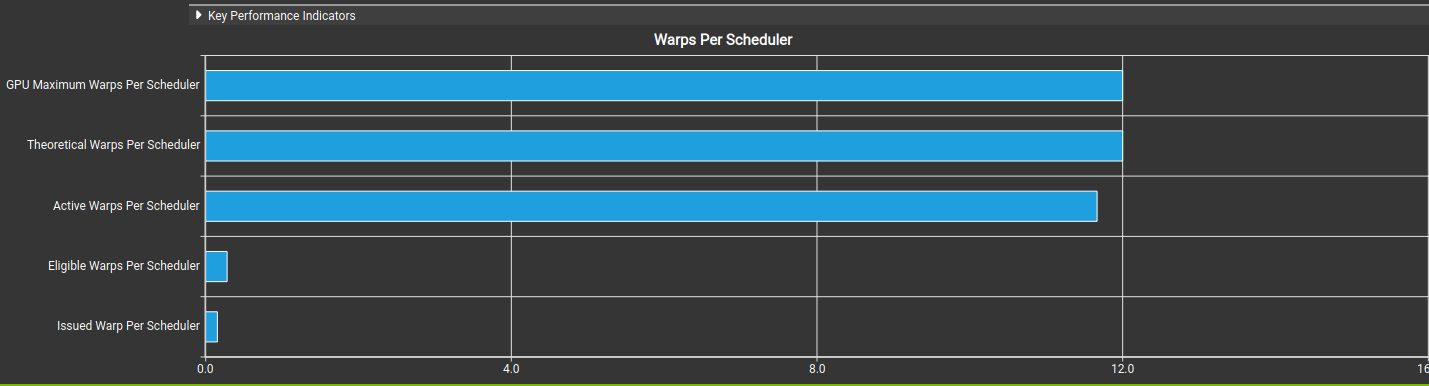 Key Performance Indicators
Warps Per Scheduler
GPU Maximum Warps Per Scheduler
Theoretical Warps Per Scheduler
Active Warps Per Scheduler
Eligible Warps Per Scheduler
Issued Warp Per Scheduler
0.0 4.0 8.0 12.0 16